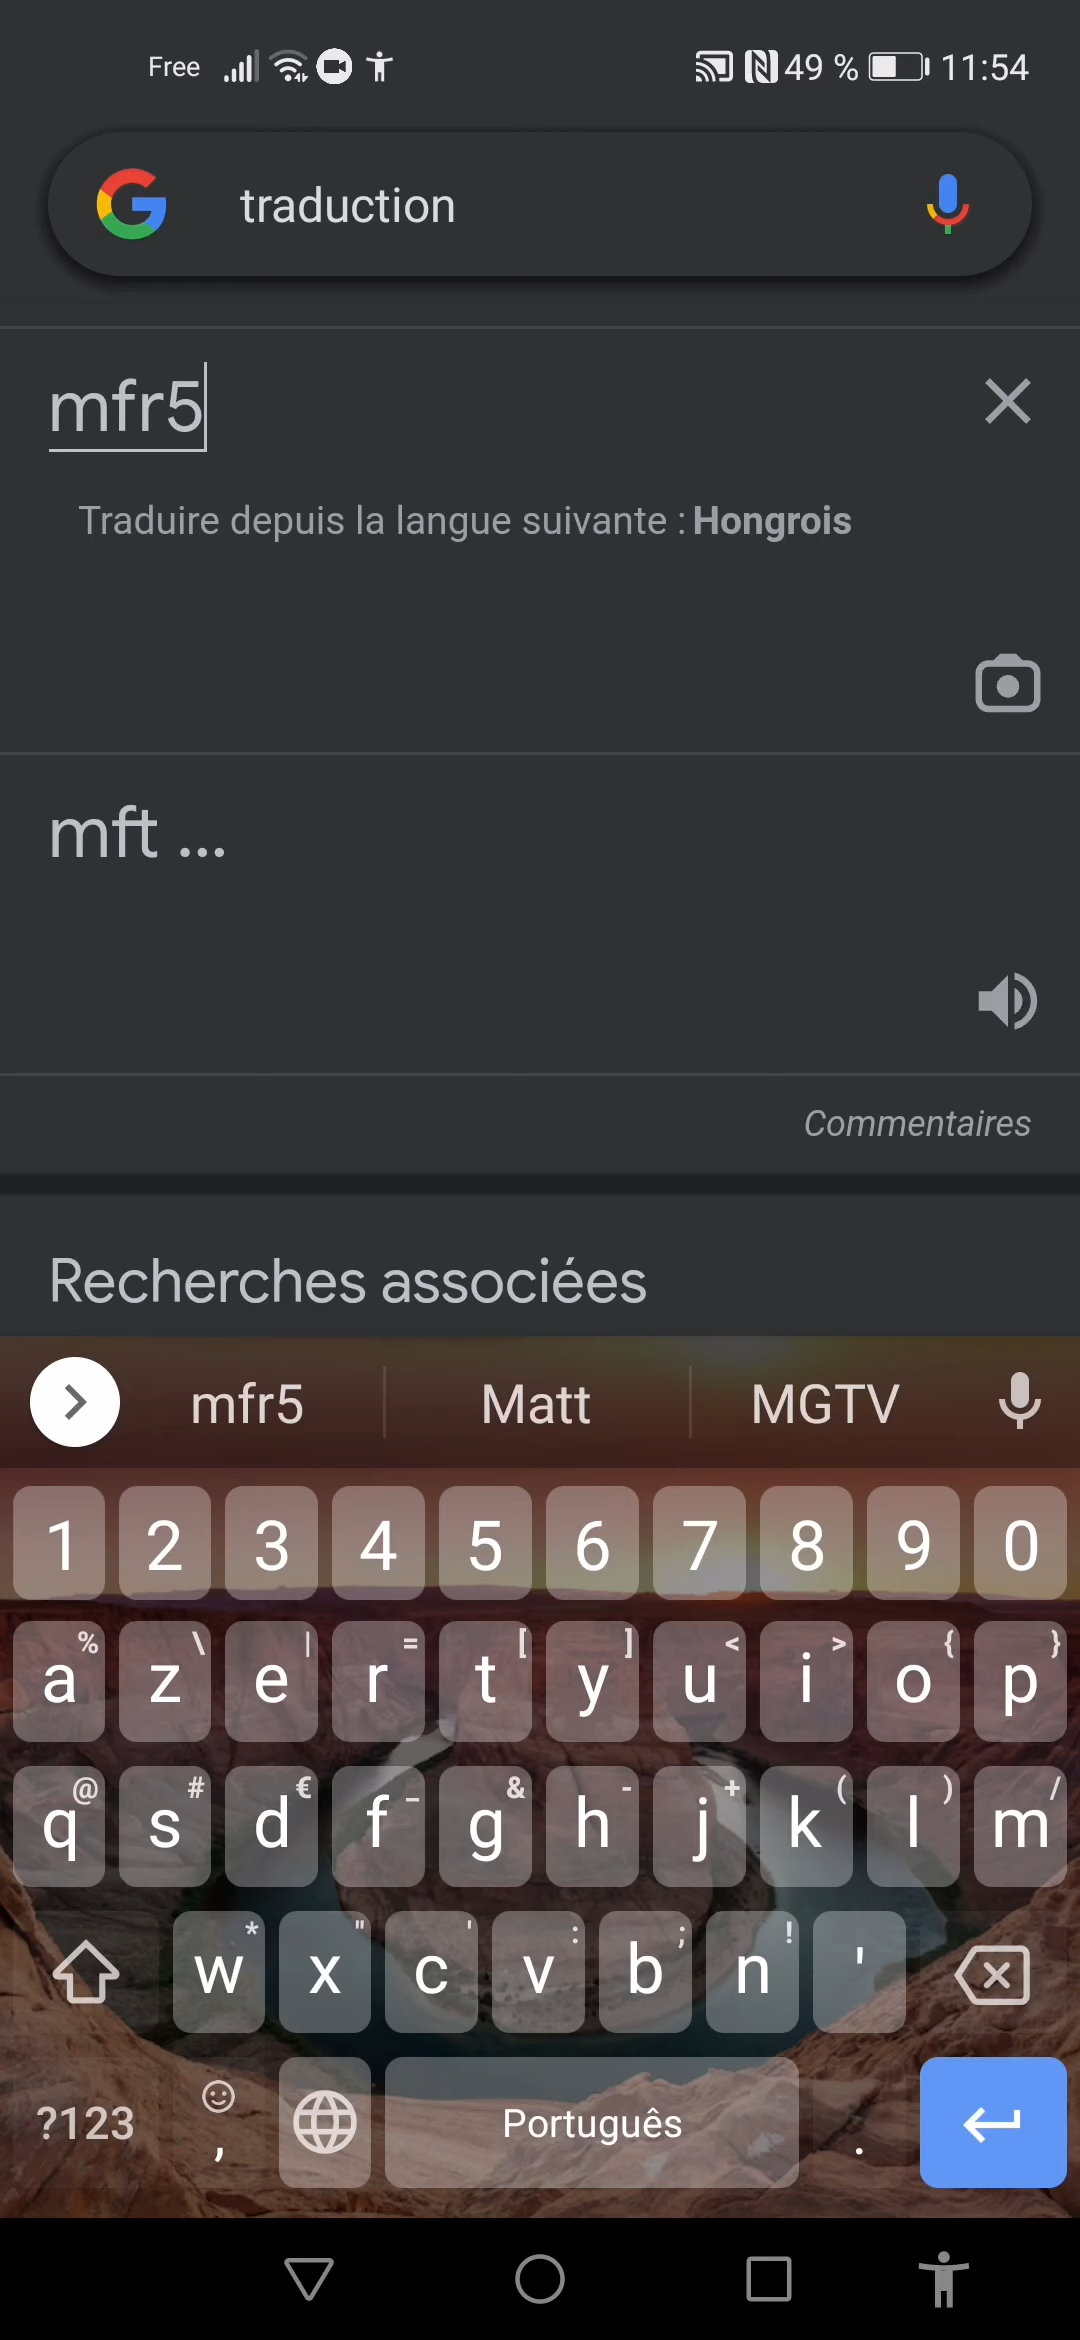 Free 49 % 11:54
traduction
mfr5
Traduire depuis la langue suivante : Hongrois
mft ...
Commentaires
Recherches associées
mfr5 Matt MGTV
1 2 3 4 5 6 7 8 9 0
% \ | = [ ] < > { }
a z e r t y u i o p
@ # € _ & - + ( ) /
q s d f g h j k l m
* " ' : ; !
w x c v b n '
?123 , Português .